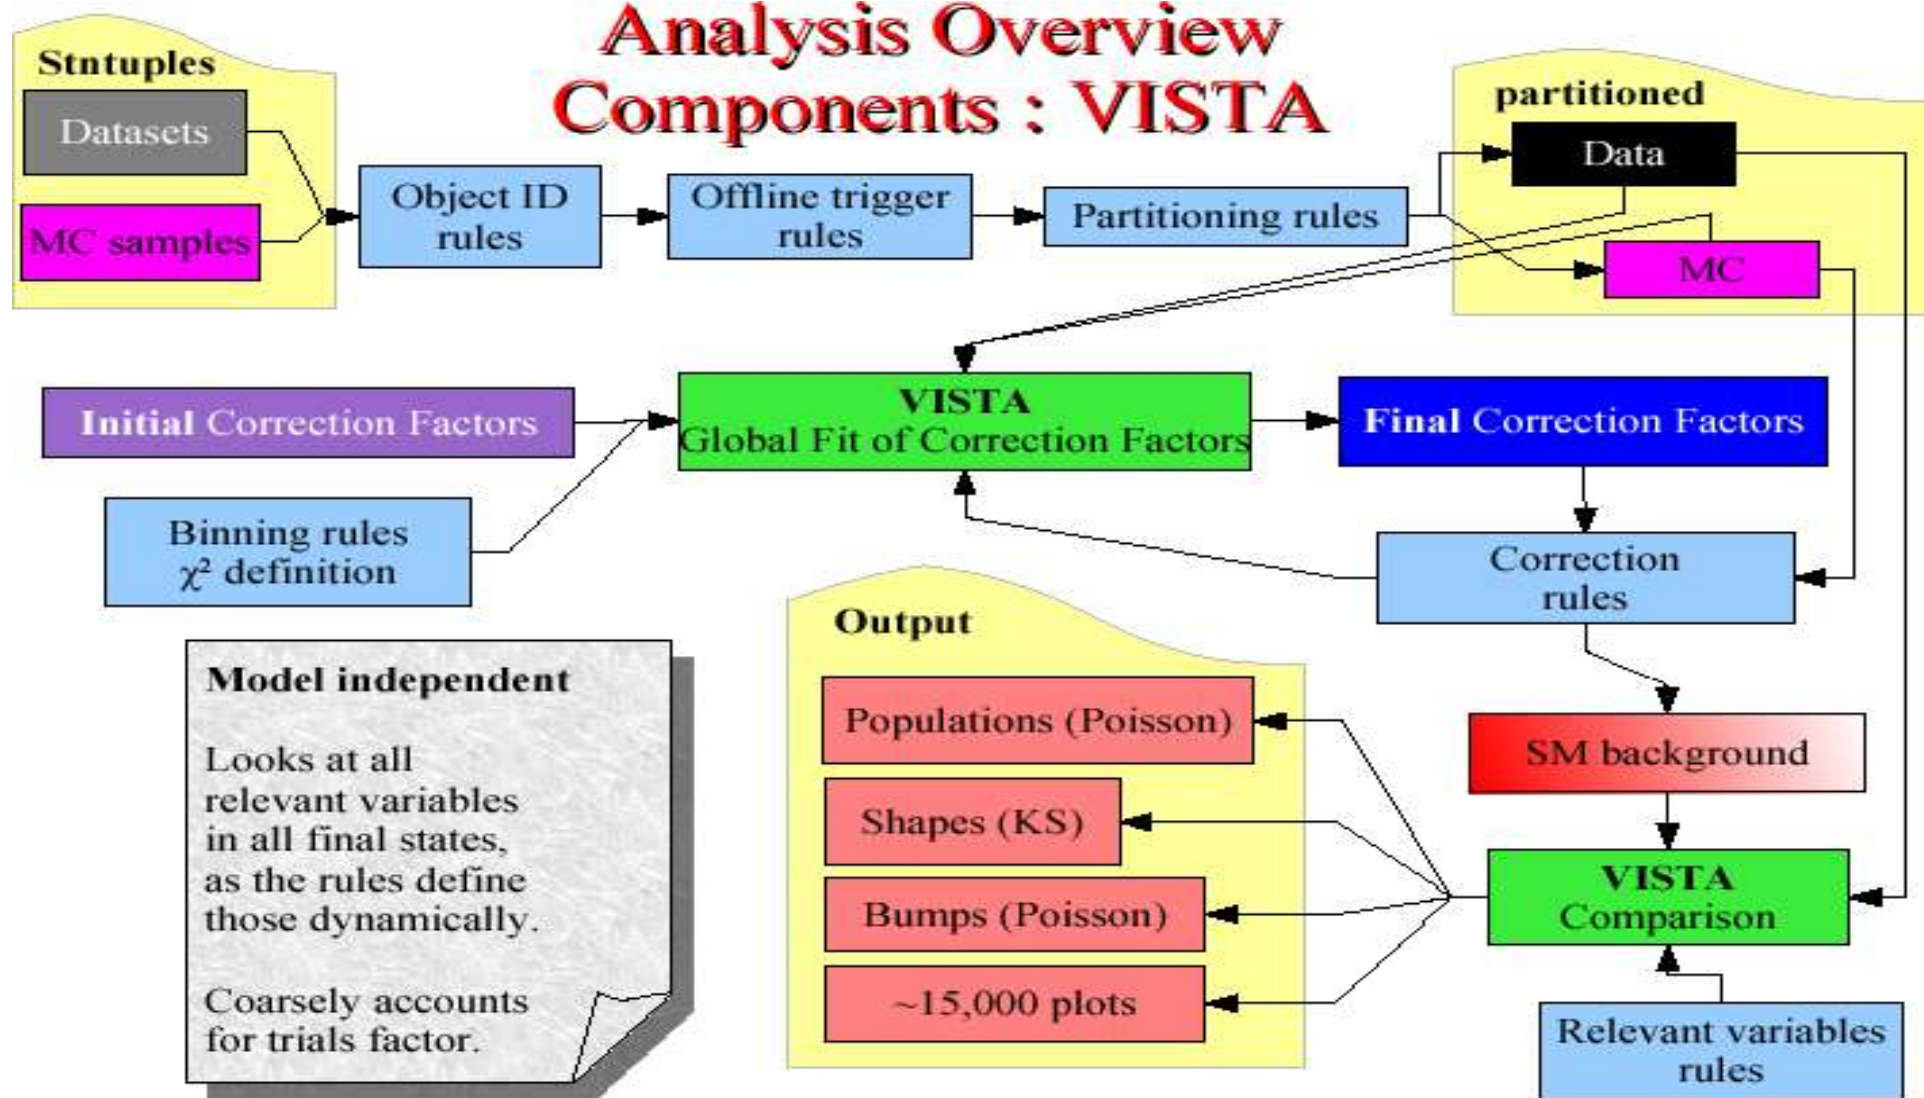 Analysis Overview
Components : VISTA
Stntuples
Datasets
MC samples
Object ID
rules
Offline trigger
rules
Partitioning rules
partitioned
Data
MC
Initial Correction Factors
VISTA
Global Fit of Correction Factors
Final Correction Factors
Binning rules
χ² definition
Correction
rules
Model independent
Looks at all
relevant variables
in all final states,
as the rules define
those dynamically.
Coarsely accounts
for trials factor.
Output
Populations (Poisson)
Shapes (KS)
Bumps (Poisson)
~15,000 plots
SM background
VISTA
Comparison
Relevant variables
rules